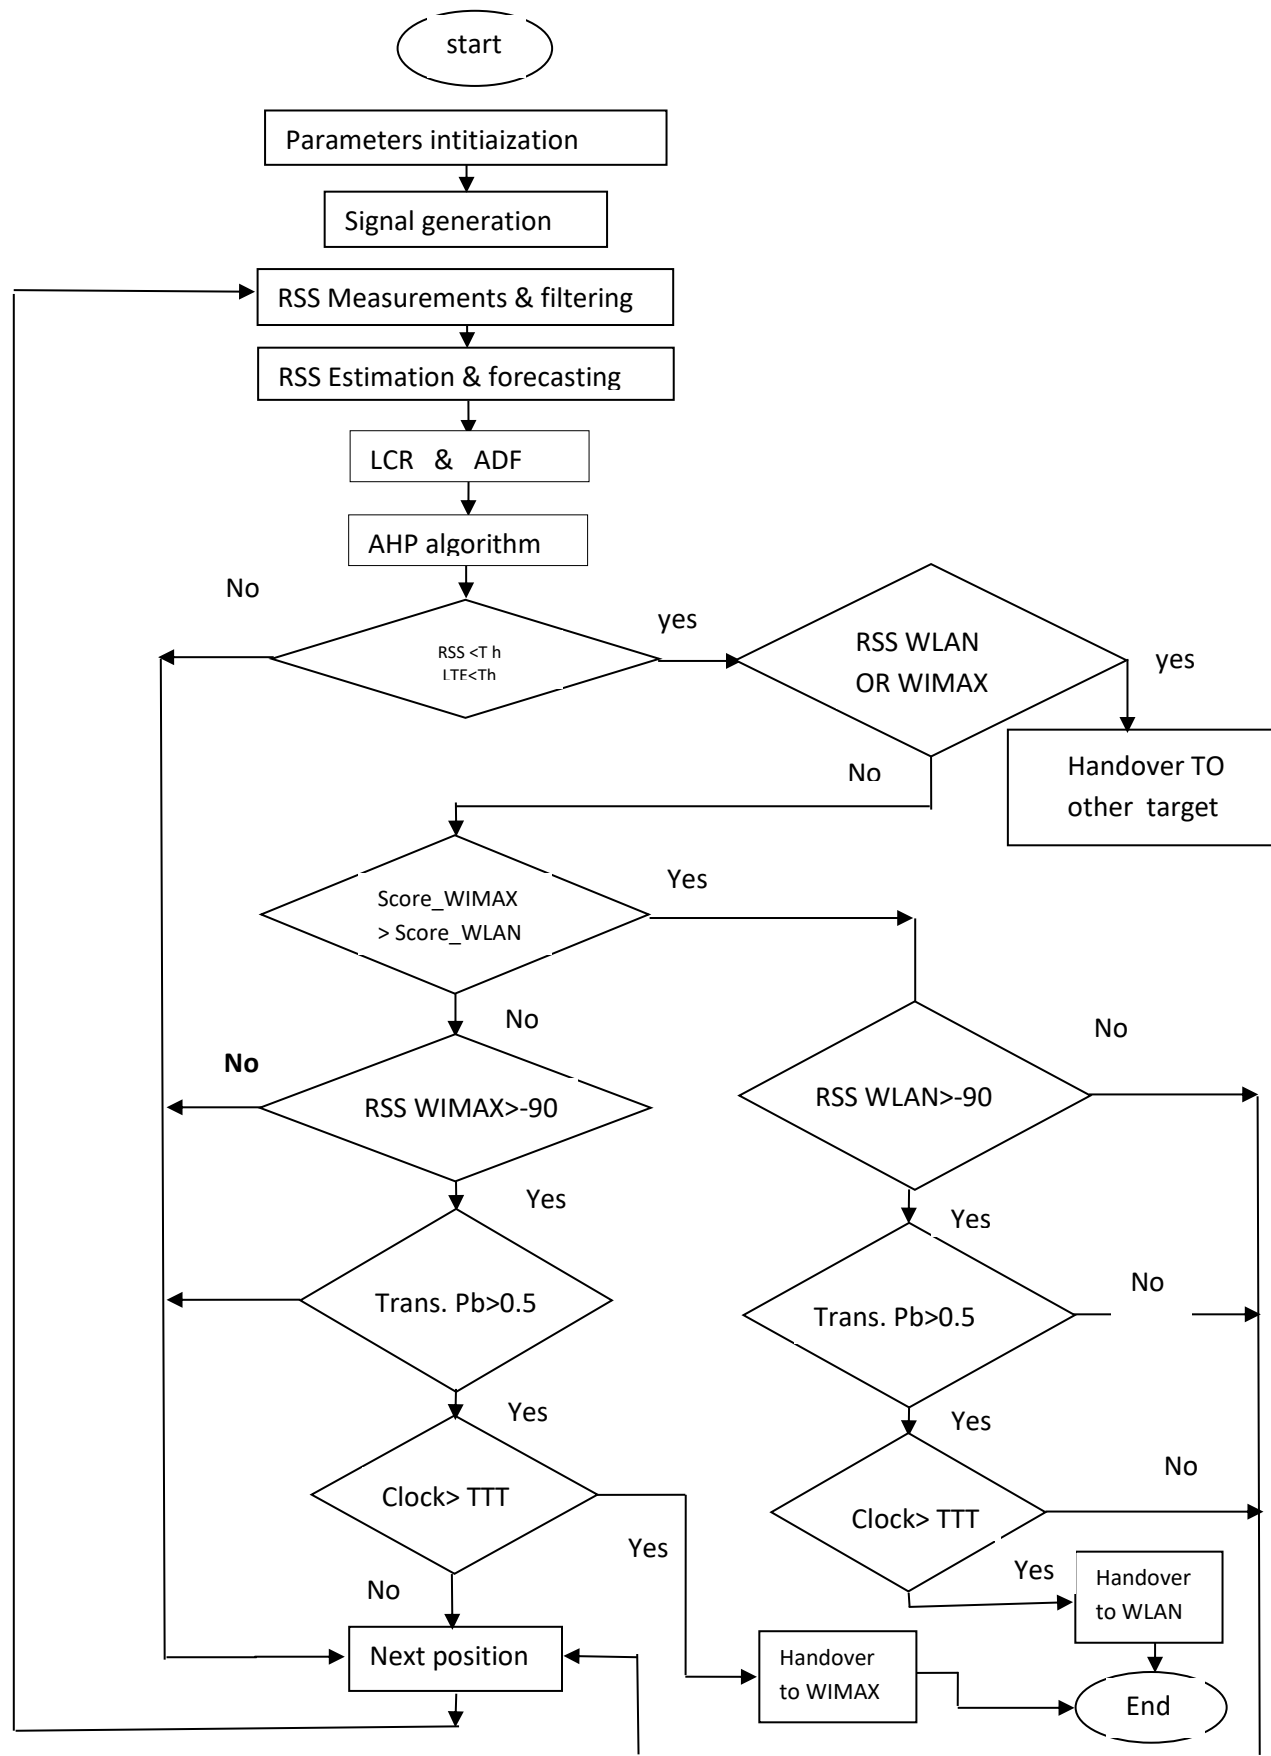 start
Parameters intitiaization
Signal generation
RSS Measurements & filtering
RSS Estimation & forecasting
LCR & ADF
AHP algorithm
No
yes
RSS <T h
LTE<Th
RSS WLAN
OR WIMAX
yes
No
Handover TO
other target
Score_WIMAX
> Score_WLAN
Yes
No
No
RSS WIMAX>-90
RSS WLAN>-90
No
Yes
Yes
Trans. Pb>0.5
Trans. Pb>0.5
No
Yes
Yes
Clock> TTT
Clock> TTT
No
Yes
No
Yes
Handover
to WLAN
Next position
Handover
to WIMAX
End